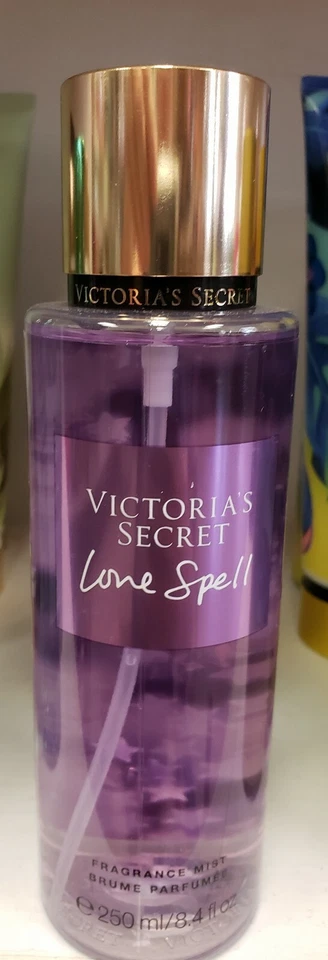 VICTORIA'S SECRET
VICTORIA'S
SECRET
Love Spell
FRAGRANCE MIST
BRUME PARFUMÉE
e 250 ml/8.4 fl oz